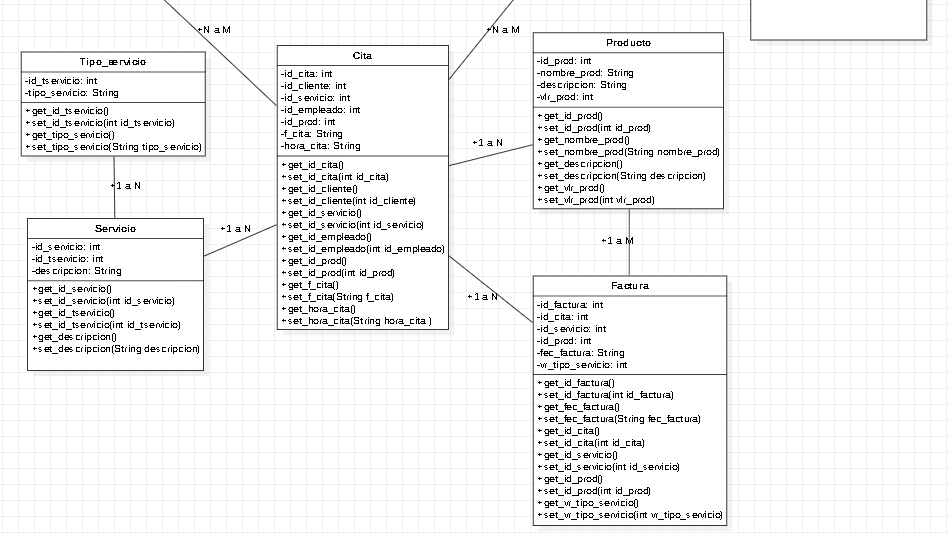 +N a M
+N a M
Tipo_servicio
-id_tservicio: int
-tipo_servicio: String
+get_id_tservicio()
+set_id_tservicio(int id_tservicio)
+get_tipo_servicio()
+set_tipo_servicio(String tipo_servicio)
+1 a N
Servicio
-id_servicio: int
-id_tservicio: int
-descripcion: String
+get_id_servicio()
+set_id_servicio(int id_servicio)
+get_id_tservicio()
+set_id_tservicio(int id_tservicio)
+get_descripcion()
+set_descripcion(String descripcion)
+1 a N
Cita
-id_cita: int
-id_cliente: int
-id_servicio: int
-id_empleado: int
-id_prod: int
-f_cita: String
-hora_cita: String
+get_id_cita()
+set_id_cita(int id_cita)
+get_id_cliente()
+set_id_cliente(int id_cliente)
+get_id_servicio()
+set_id_servicio(int id_servicio)
+get_id_empleado()
+set_id_empleado(int id_empleado)
+get_id_prod()
+set_id_prod(int id_prod)
+get_f_cita()
+set_f_cita(String f_cita)
+get_hora_cita()
+set_hora_cita(String hora_cita )
+1 a N
+1 a N
Producto
-id_prod: int
-nombre_prod: String
-descripcion: String
-vlr_prod: int
+get_id_prod()
+set_id_prod(int id_prod)
+get_nombre_prod()
+set_nombre_prod(String nombre_prod)
+get_descripcion()
+set_descripcion(String descripcion)
+get_vlr_prod()
+set_vlr_prod(int vlr_prod)
+1 a M
Factura
-id_factura: int
-id_cita: int
-id_servicio: int
-id_prod: int
-fec_factura: String
-vr_tipo_servicio: int
+get_id_factura()
+set_id_factura(int id_factura)
+get_fec_factura()
+set_fec_factura(String fec_factura)
+get_id_cita()
+set_id_cita(int id_cita)
+get_id_servicio()
+set_id_servicio(int id_servicio)
+get_id_prod()
+set_id_prod(int id_prod)
+get_vr_tipo_servicio()
+set_vr_tipo_servicio(int vr_tipo_servicio)